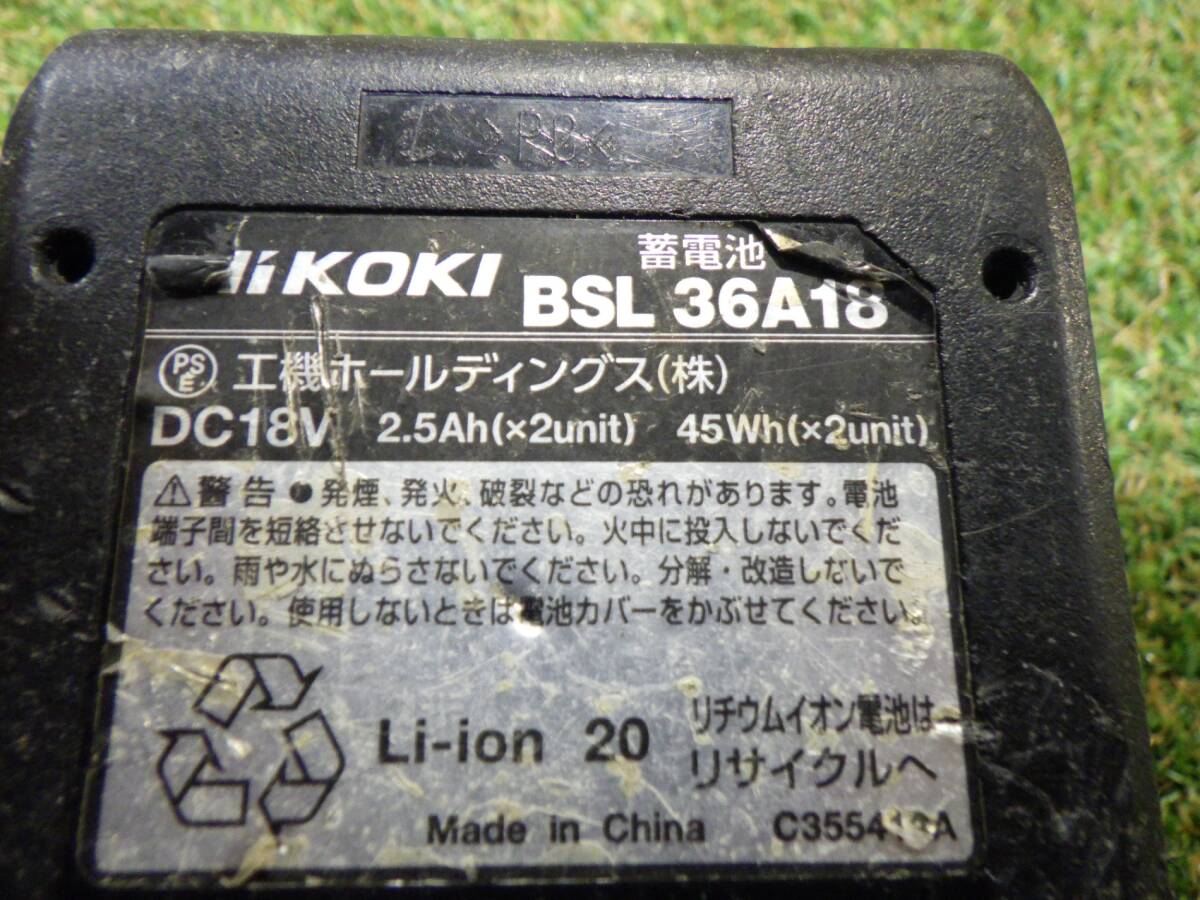 HiKOKI
蓄電池
BSL 36A18
PSE 工機ホールディングス(株)
DC18V 2.5Ah(×2unit) 45Wh(×2unit)
⚠警告 ●発煙、発火、破裂などの恐れがあります。電池
端子間を短絡させないでください。火中に投入しないでくだ
さい。雨や水にぬらさないでください。分解・改造しないで
ください。使用しないときは電池カバーをかぶせてください。
Li-ion 20
リチウムイオン電池は
リサイクルへ
Made in China